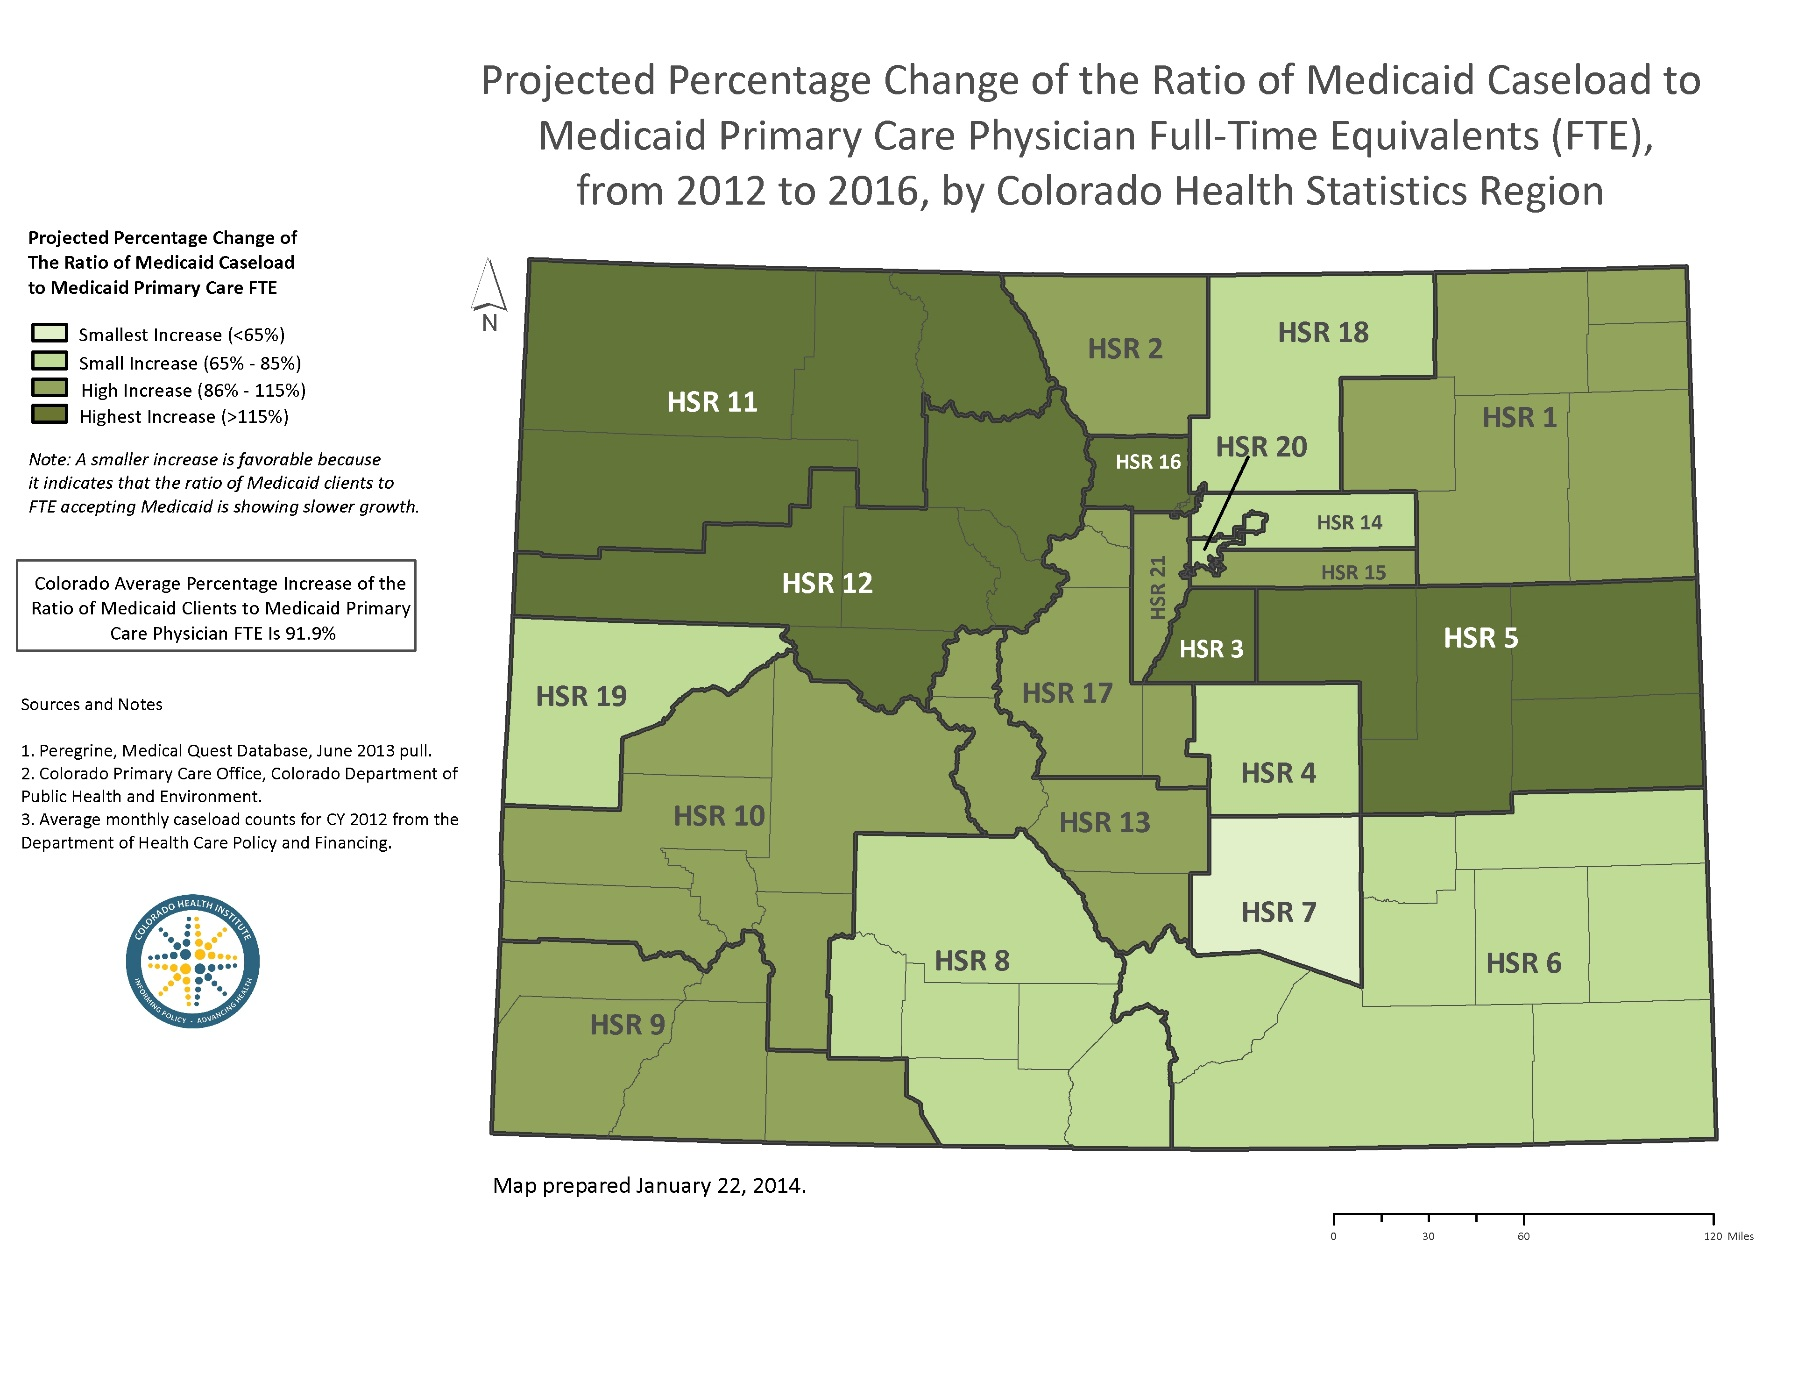 Projected Percentage Change of the Ratio of Medicaid Caseload to
Medicaid Primary Care Physician Full-Time Equivalents (FTE),
from 2012 to 2016, by Colorado Health Statistics Region
Projected Percentage Change of
The Ratio of Medicaid Caseload
to Medicaid Primary Care FTE
Smallest Increase (<65%)
Small Increase (65% - 85%)
High Increase (86% - 115%)
Highest Increase (>115%)
Note: A smaller increase is favorable because
it indicates that the ratio of Medicaid clients to
FTE accepting Medicaid is showing slower growth.
Colorado Average Percentage Increase of the
Ratio of Medicaid Clients to Medicaid Primary
Care Physician FTE Is 91.9%
Sources and Notes
1. Peregrine, Medical Quest Database, June 2013 pull.
2. Colorado Primary Care Office, Colorado Department of
Public Health and Environment.
3. Average monthly caseload counts for CY 2012 from the
Department of Health Care Policy and Financing.
COLORADO HEALTH INSTITUTE
INFORMING POLICY · ADVANCING HEALTH
N
HSR 18
HSR 2
HSR 11
HSR 1
HSR 20
HSR 16
HSR 14
HSR 15
HSR 21
HSR 12
HSR 5
HSR 3
HSR 19
HSR 17
HSR 4
HSR 10
HSR 13
HSR 7
HSR 8
HSR 6
HSR 9
Map prepared January 22, 2014.
0 30 60 120 Miles